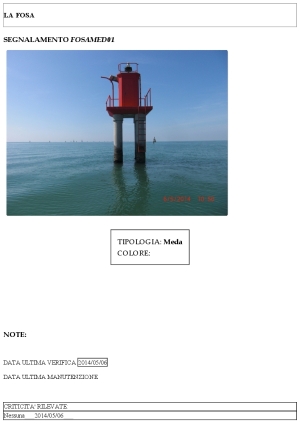 LA FOSA
SEGNALAMENTO FOSAMED01
TIPOLOGIA: Meda
COLORE:
NOTE:
DATA ULTIMA VERIFICA 2014/05/06
DATA ULTIMA MANUTENZIONE
CRITICITA' RILEVATE:
Nessuna 2014/05/06